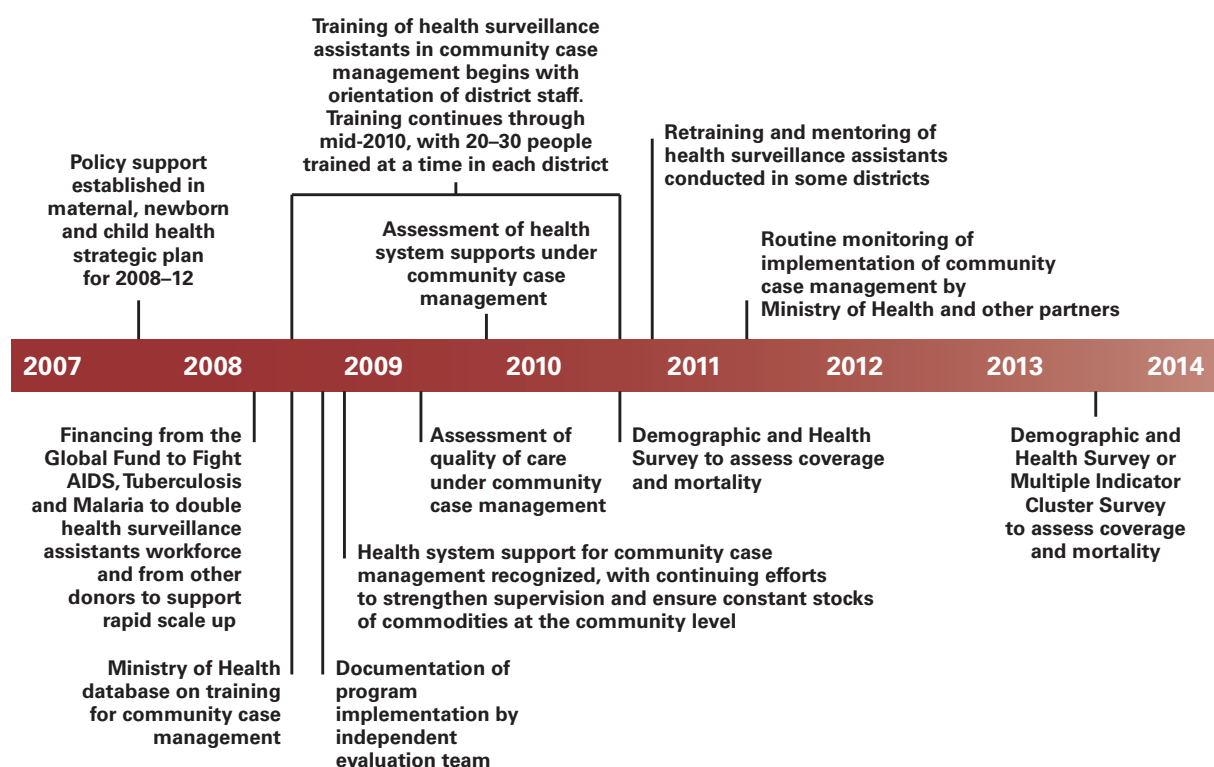 Training of health surveillance
assistants in community case
management begins with
orientation of district staff.
Training continues through
mid-2010, with 20–30 people
trained at a time in each district
Policy support
established in
maternal, newborn
and child health
strategic plan
for 2008–12
Assessment of health
system supports under
community case
management
Retraining and mentoring of
health surveillance assistants
conducted in some districts
Routine monitoring of
implementation of community
case management by
Ministry of Health and other partners
2007 2008 2009 2010 2011 2012 2013 2014
Financing from the
Global Fund to Fight
AIDS, Tuberculosis
and Malaria to double
health surveillance
assistants workforce
and from other
donors to support
rapid scale up
Ministry of Health
database on training
for community case
management
Documentation of
program
implementation by
independent
evaluation team
Health system support for community case
management recognized, with continuing efforts
to strengthen supervision and ensure constant stocks
of commodities at the community level
Assessment of
quality of care
under community
case management
Demographic and Health
Survey to assess coverage
and mortality
Demographic and
Health Survey or
Multiple Indicator
Cluster Survey
to assess coverage
and mortality